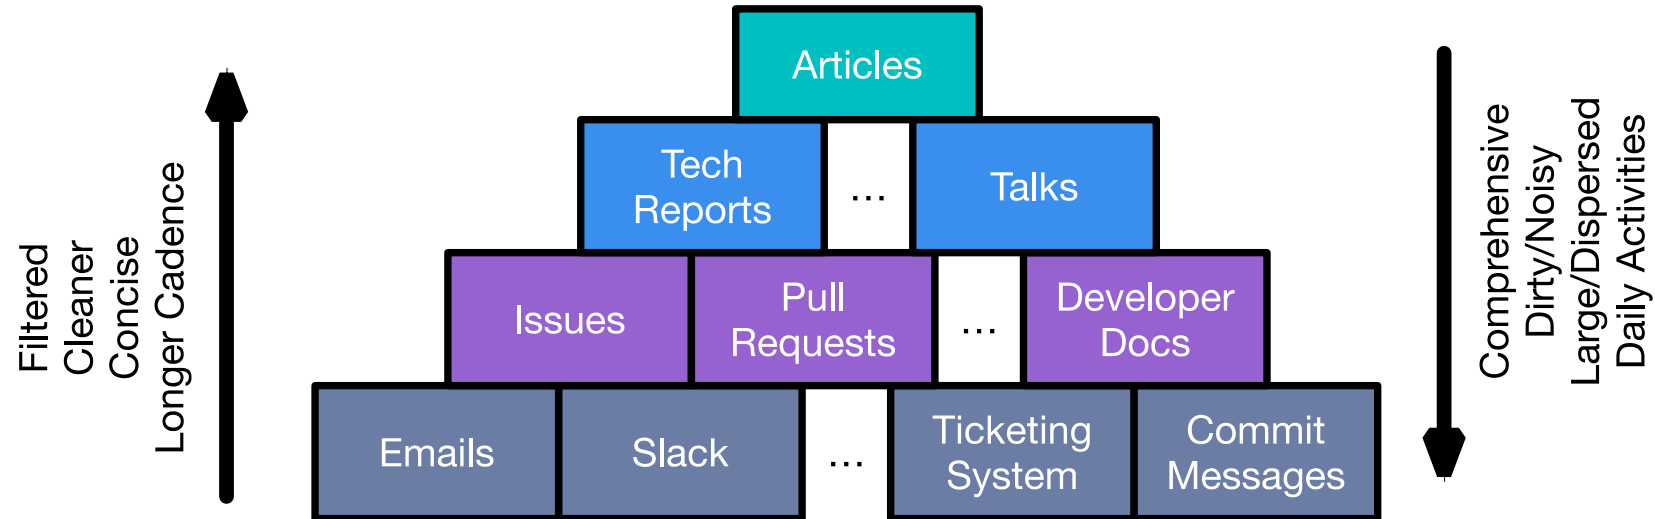 Articles
Tech
Reports
...
Talks
Issues
Pull
Requests
...
Developer
Docs
Emails
Slack
...
Ticketing
System
Commit
Messages
Filtered
Cleaner
Concise
Longer Cadence
Comprehensive
Dirty/Noisy
Large/Dispersed
Daily Activities